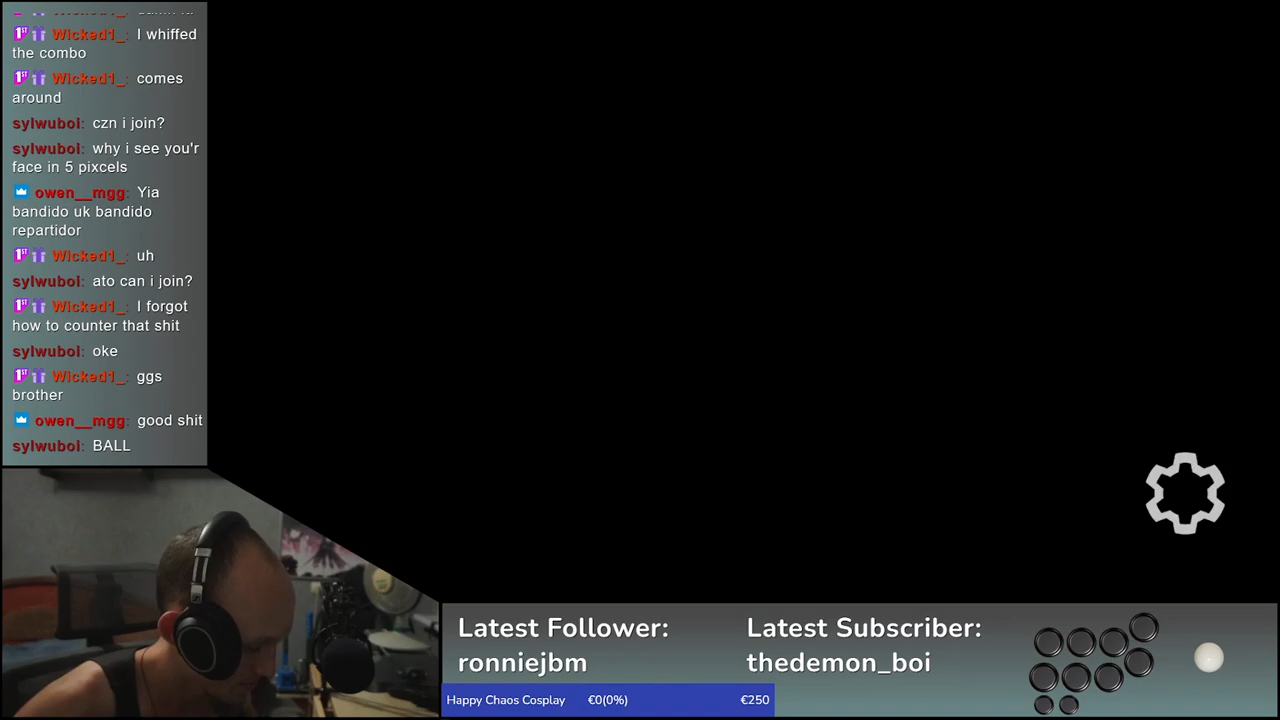 Wicked1_: I whiffed
the combo
Wicked1_: comes
around
sylwuboi: czn i join?
sylwuboi: why i see you'r
face in 5 pixcels
owen__mgg: Yia
bandido uk bandido
repartidor
Wicked1_: uh
sylwuboi: ato can i join?
Wicked1_: I forgot
how to counter that shit
sylwuboi: oke
Wicked1_: ggs
brother
owen__mgg: good shit
sylwuboi: BALL
Latest Follower:
ronniejbm
Latest Subscriber:
thedemon_boi
Happy Chaos Cosplay €0(0%) €250